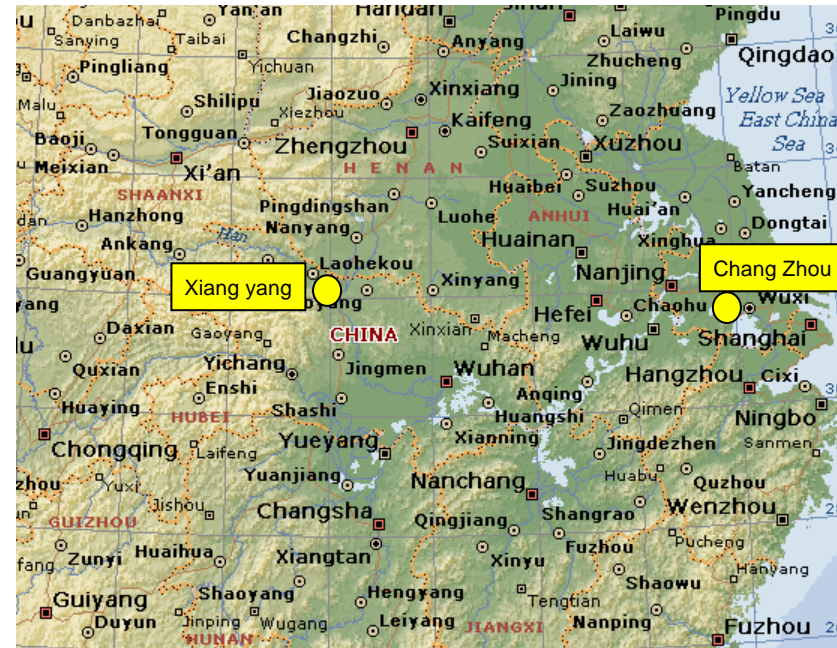 Yan'an
Handan
Pingdu
Danbazhai
Sanying
Taibai
Changzhi
Anyang
Laiwu
Zhucheng
Qingdao
Pingliang
Yichuan
Jining
Yellow Sea
Malu
Shilipu
Jiaozuo
Xinxiang
Zaozhuang
East China
Sea
Xiezhou
Kaifeng
Tongguan
Baoji
Zhengzhou
Suixian
Xuzhou
Meixian
Xi'an
HENAN
Batan
SHAANXI
Huaibei
Suzhou
Yancheng
Pingdingshan
Luohe
ANHUI
Huai'an
Hanzhong
Nanyang
Dongtai
Han
Huainan
Xinghua
Ankang
Laohekou
Guangyuan
Xinyang
Nanjing
Chang Zhou
Xiang yang
yang
Hefei
Chaohu
Wuxi
Daxian
Gaoyang
CHINA
Xinxian
Macheng
Wuhu
Shanghai
Quxian
Yichang
Jingmen
Wuhan
Hangzhou
Cixi
Enshi
Anqing
Huaying
Shashi
Huangshi
Qimen
Ningbo
HUBEI
Chongqing
Laifeng
Yueyang
Xianning
Jingdezhen
Sanmen
Yuxi
Yuanjiang
Nanchang
Huabu
Quzhou
Jishou
Changsha
Qingjiang
Shangrao
Wenzhou
GUIZHOU
Fuzhou
Pucheng
Zunyi
Huaihua
Xiangtan
Xinyu
Hanyang
Guiyang
Shaoyang
Hengyang
Tengtian
Shaowu
Duyun
Jinping
Wugang
Leiyang
JIANGXI
Nanping
Fuzhou
HUNAN